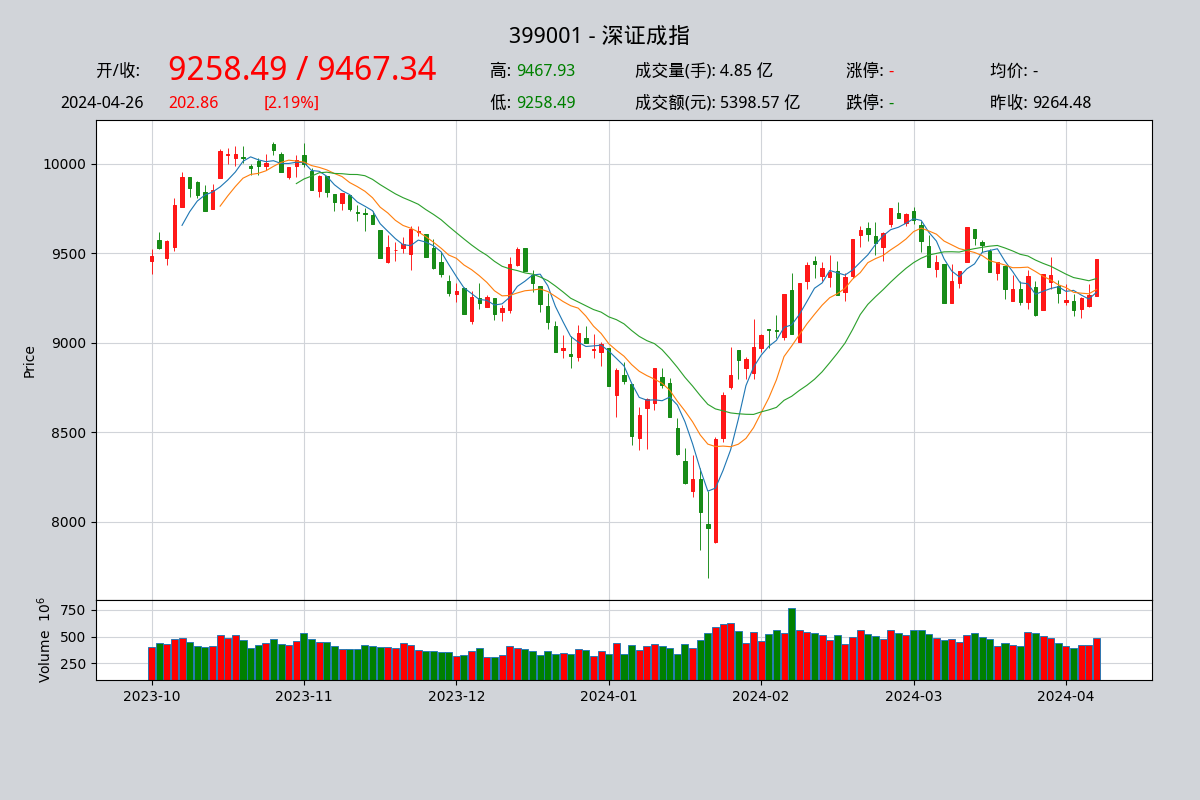 399001 - 深证成指
开/收: 9258.49 / 9467.34 高: 9467.93 成交量(手): 4.85 亿 涨停: - 均价: -
2024-04-26 202.86 [2.19%] 低: 9258.49 成交额(元): 5398.57 亿 跌停: - 昨收: 9264.48
10000
9500
9000
8500
8000
Price
750
500
250
Volume 10^6
2023-10 2023-11 2023-12 2024-01 2024-02 2024-03 2024-04